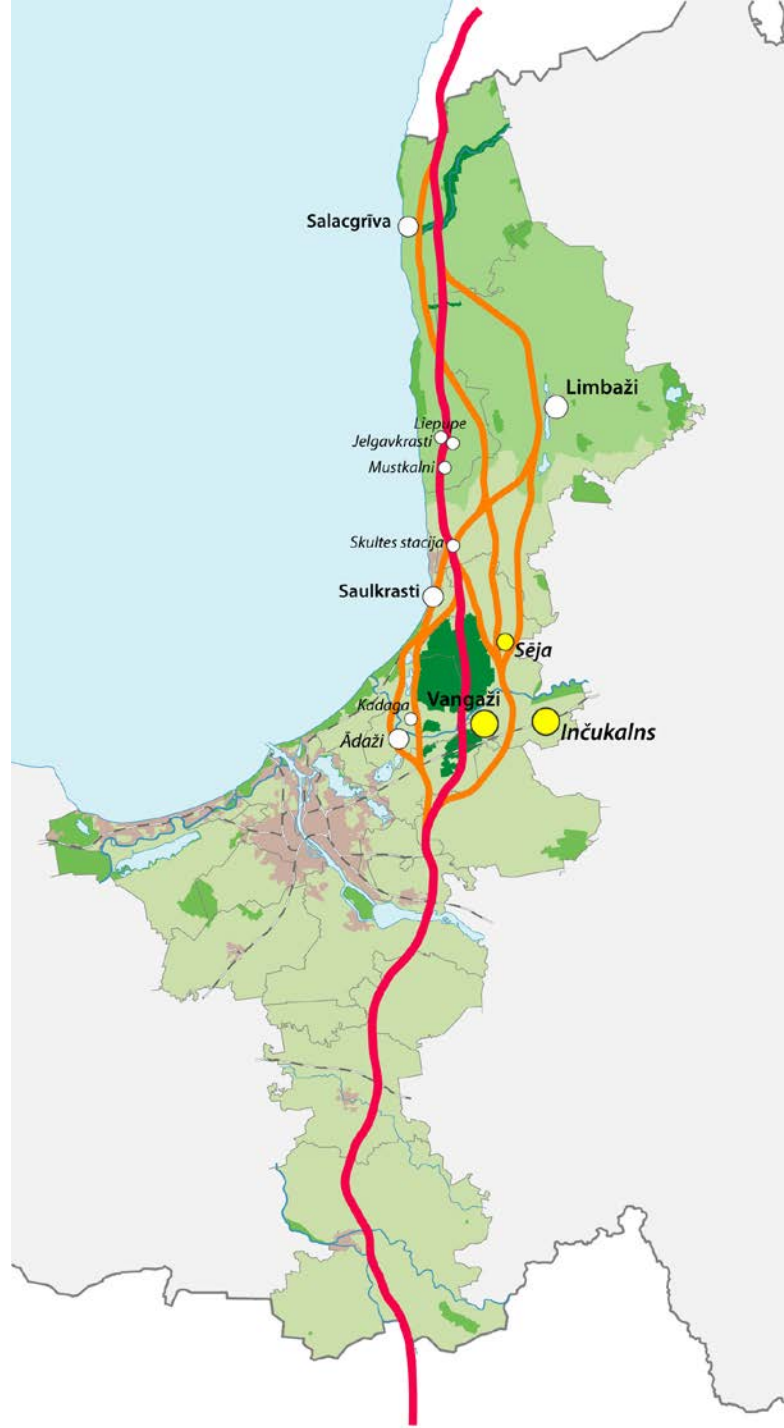 Salacgrīva
Limbaži
Liepupe
Jelgavkrasti
Mustkalni
Skultes stacija
Saulkrasti
Sēja
Kadaga
Vangaži
Ādaži
Inčukalns